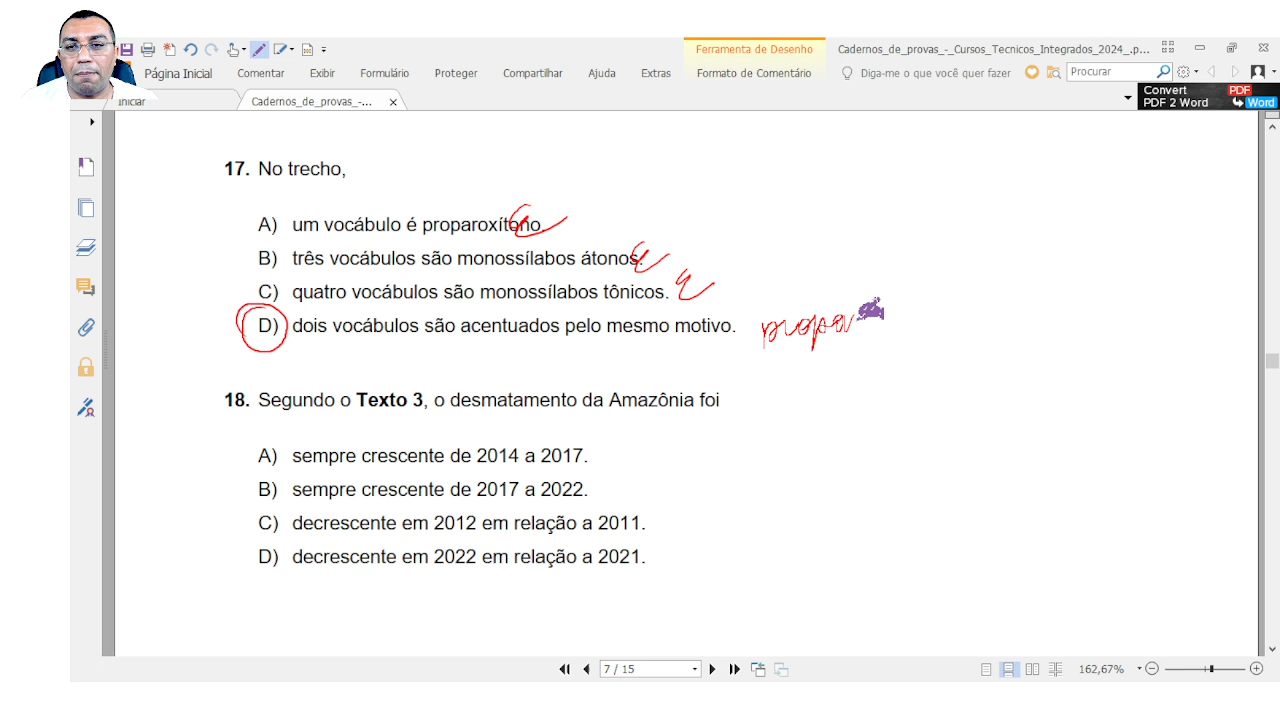 Ferramenta de Desenho
Cadernos_de_provas_-_Cursos_Tecnicos_Integrados_2024_.p...
Página Inicial Comentar Exibir Formulário Proteger Compartilhar Ajuda Extras Formato de Comentário Diga-me o que você quer fazer Procurar
Iniciar Cadernos_de_provas_-...
Convert PDF
PDF 2 Word Word
17. No trecho,
A) um vocábulo é proparoxítono.
B) três vocábulos são monossílabos átonos.
C) quatro vocábulos são monossílabos tônicos.
D) dois vocábulos são acentuados pelo mesmo motivo. propa
18. Segundo o Texto 3, o desmatamento da Amazônia foi
A) sempre crescente de 2014 a 2017.
B) sempre crescente de 2017 a 2022.
C) decrescente em 2012 em relação a 2011.
D) decrescente em 2022 em relação a 2021.
7 / 15 162,67%